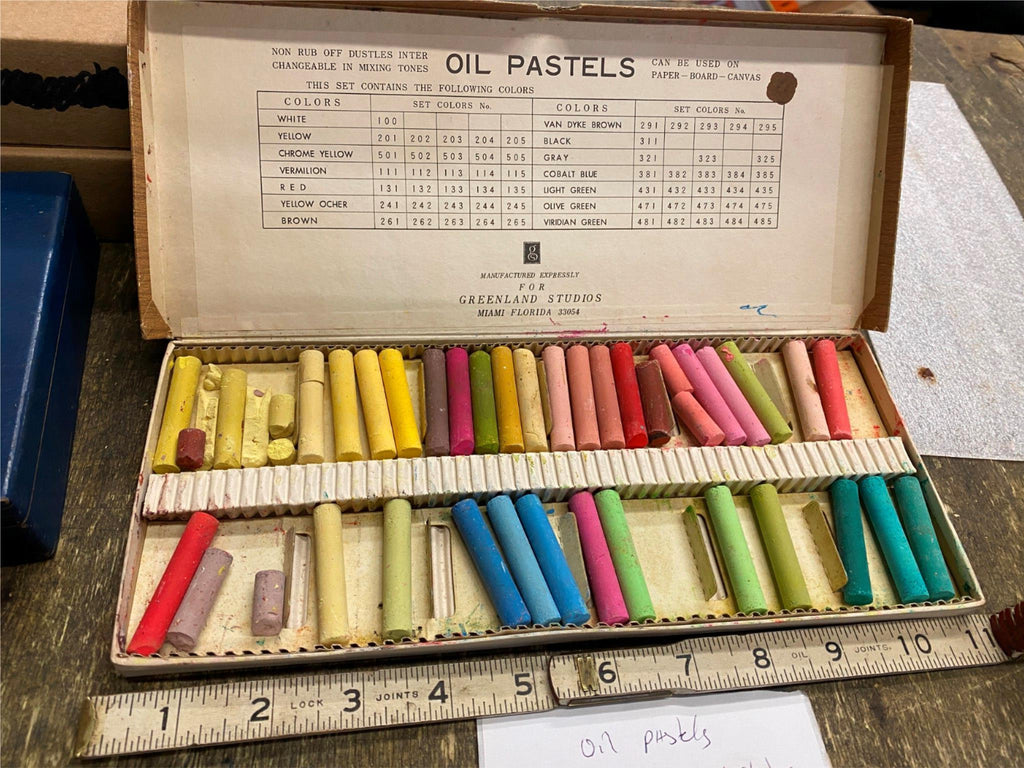 NON RUB OFF DUSTLES INTER
CHANGEABLE IN MIXING TONES
OIL PASTELS
CAN BE USED ON
PAPER—BOARD—CANVAS
THIS SET CONTAINS THE FOLLOWING COLORS
COLORS SET COLORS No. COLORS SET COLORS No.
WHITE 100 VAN DYKE BROWN 291 292 293 294 295
YELLOW 201 202 203 204 205 BLACK 311
CHROME YELLOW 501 502 503 504 505 GRAY 321 323 325
VERMILION 111 112 113 114 115 COBALT BLUE 381 382 383 384 385
RED 131 132 133 134 135 LIGHT GREEN 431 432 433 434 435
YELLOW OCHER 241 242 243 244 245 OLIVE GREEN 471 472 473 474 475
BROWN 261 262 263 264 265 VIRIDIAN GREEN 481 482 483 484 485
MANUFACTURED EXPRESSLY
FOR
GREENLAND STUDIOS
MIAMI FLORIDA 33054
1 2 LOCK 3 JOINTS 4 5 6 7 8 OIL 9 JOINTS. 10 11
Oil pastels